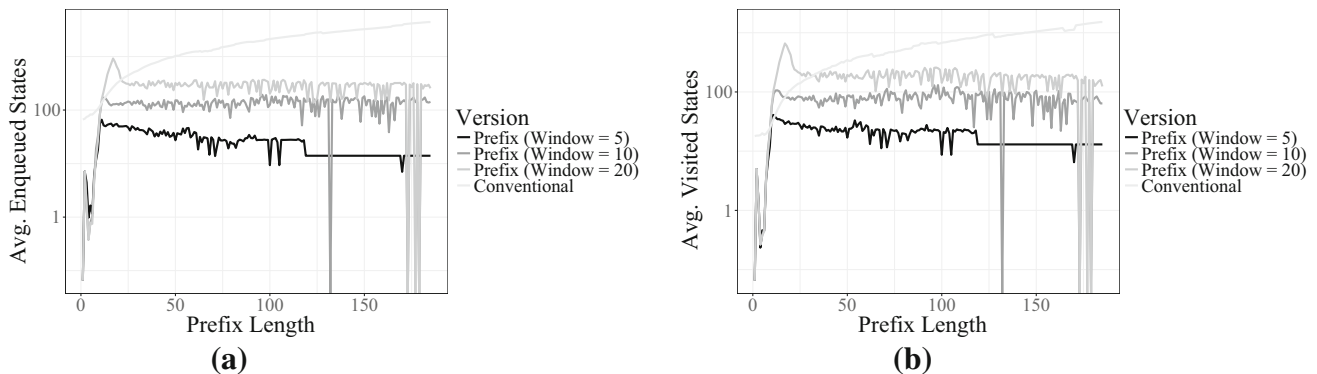 Avg. Enqueued States
100
1
0
50
100
150
Prefix Length
Version
Prefix (Window = 5)
Prefix (Window = 10)
Prefix (Window = 20)
Conventional
(a)
Avg. Visited States
100
1
0
50
100
150
Prefix Length
Version
Prefix (Window = 5)
Prefix (Window = 10)
Prefix (Window = 20)
Conventional
(b)